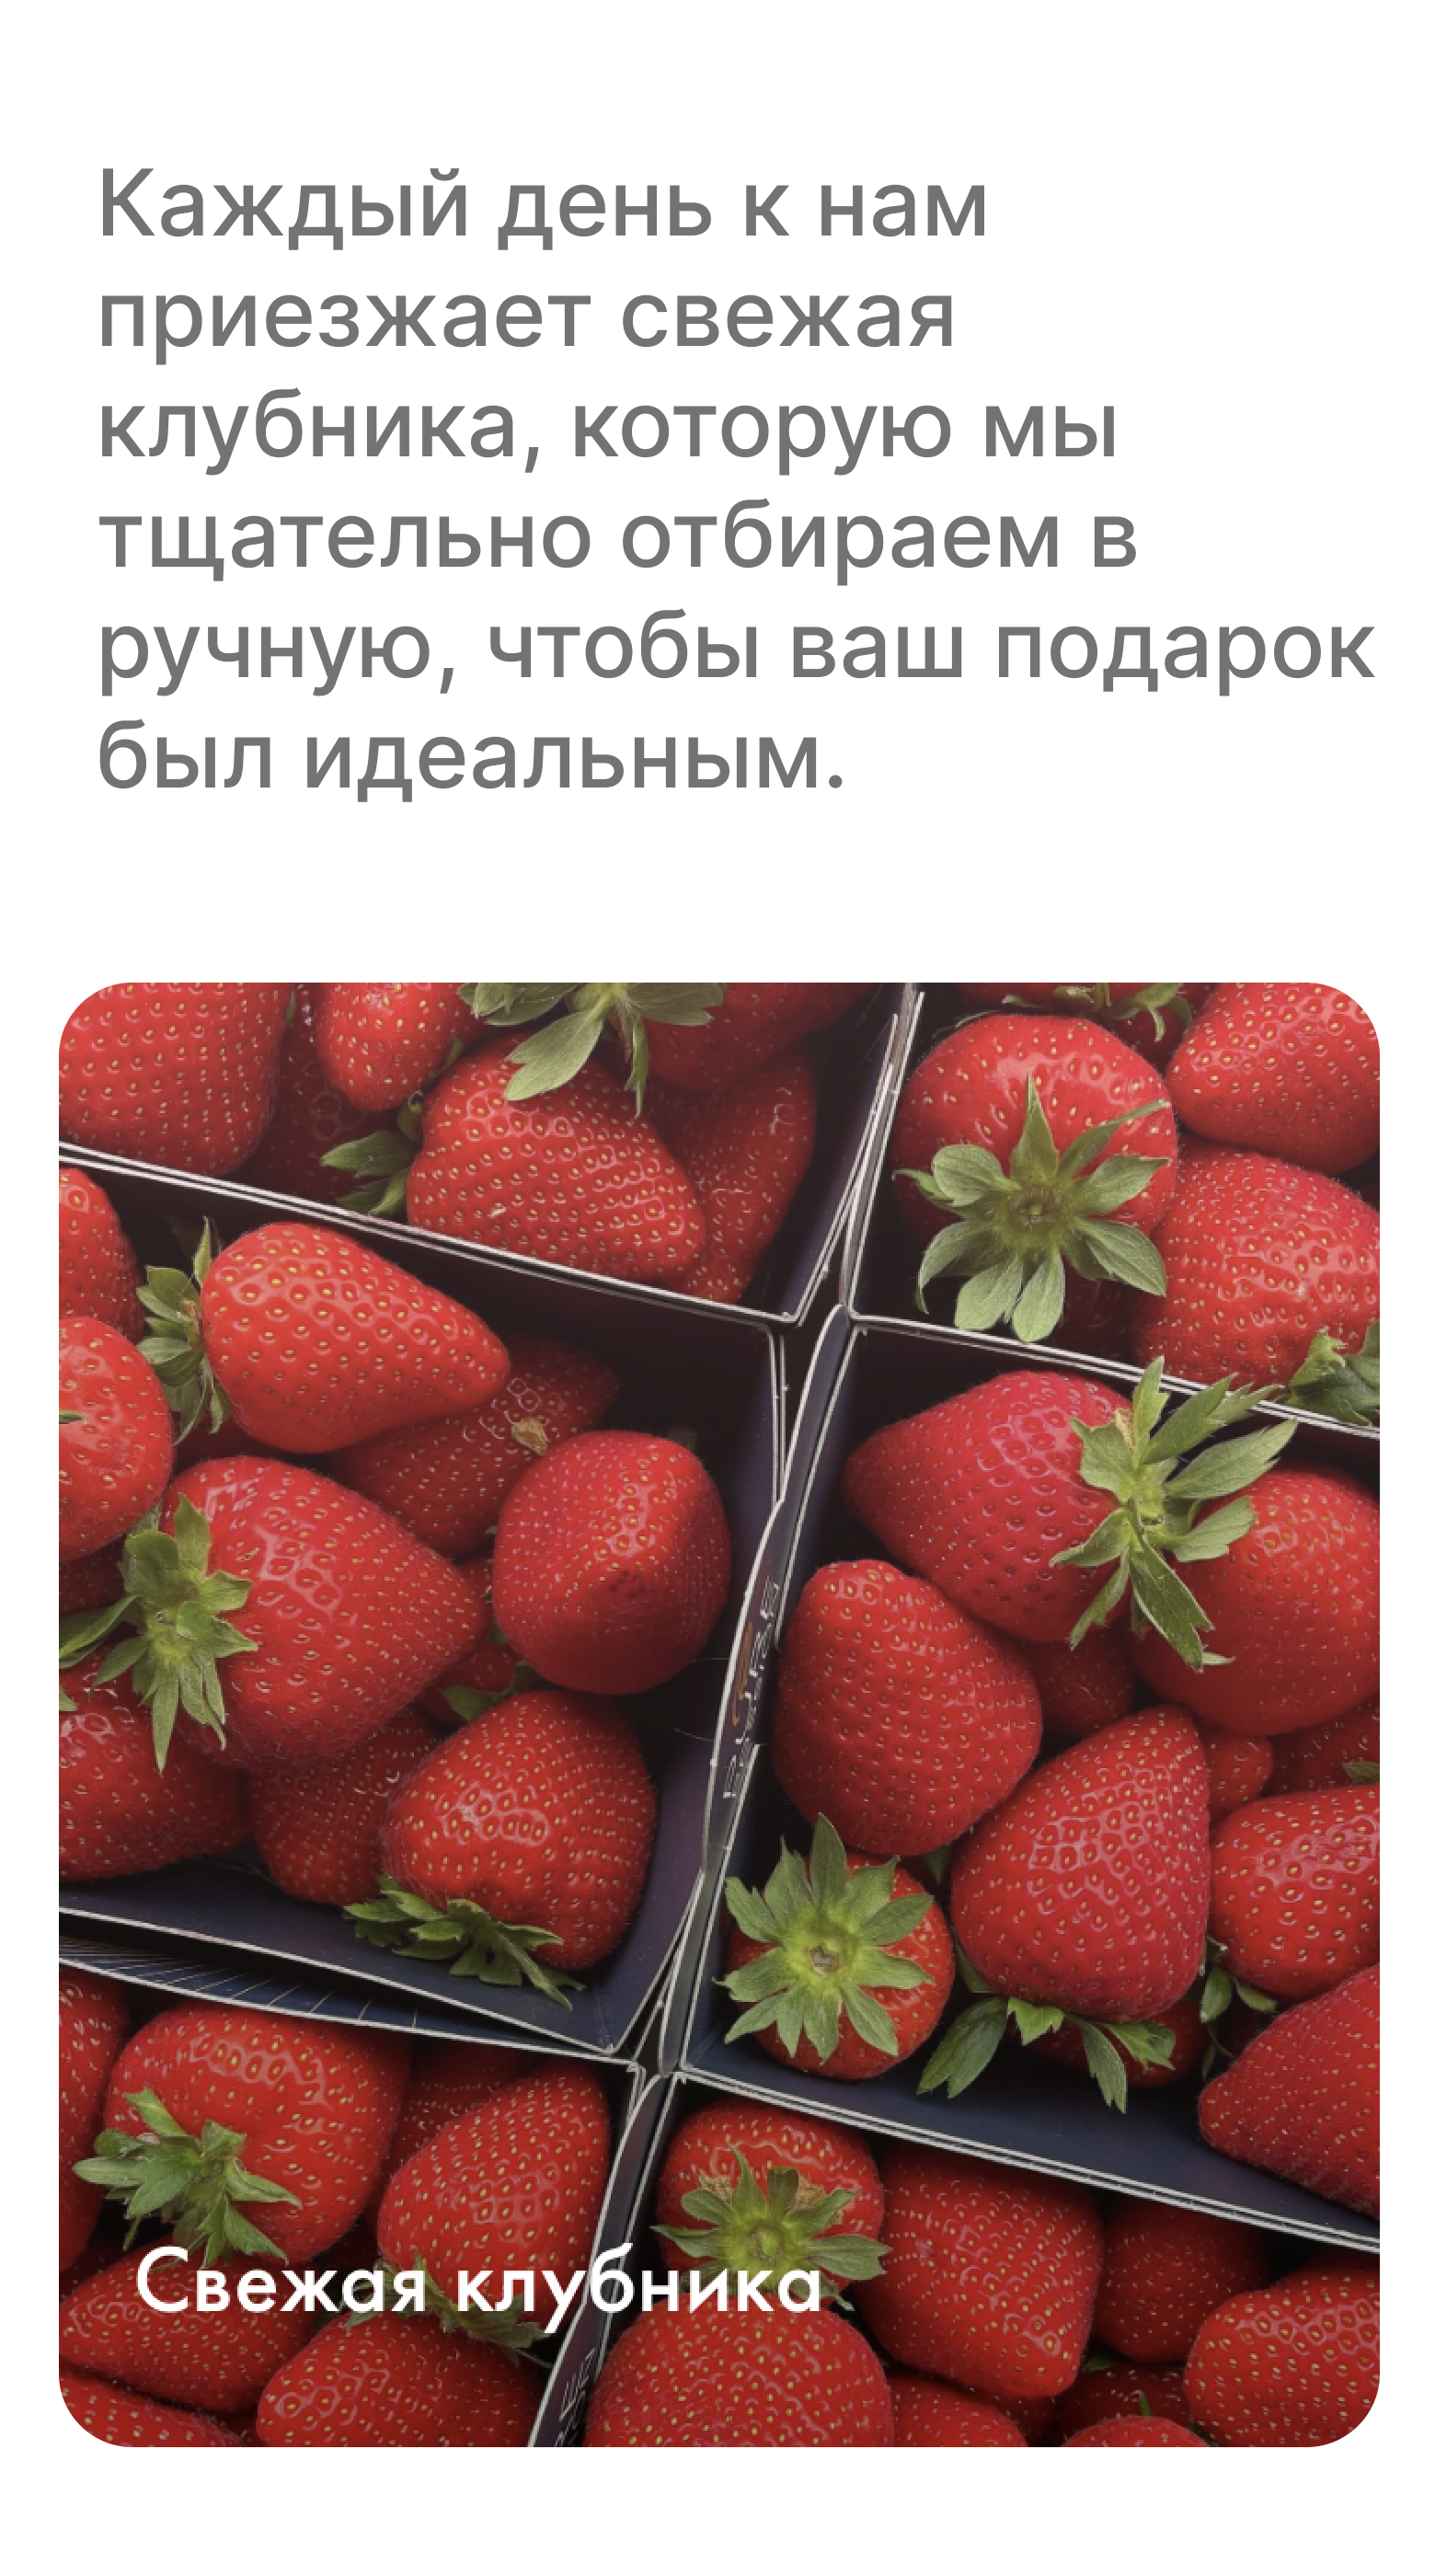 Каждый день к нам
приезжает свежая
клубника, которую мы
тщательно отбираем в
ручную, чтобы ваш подарок
был идеальным.
Свежая клубника